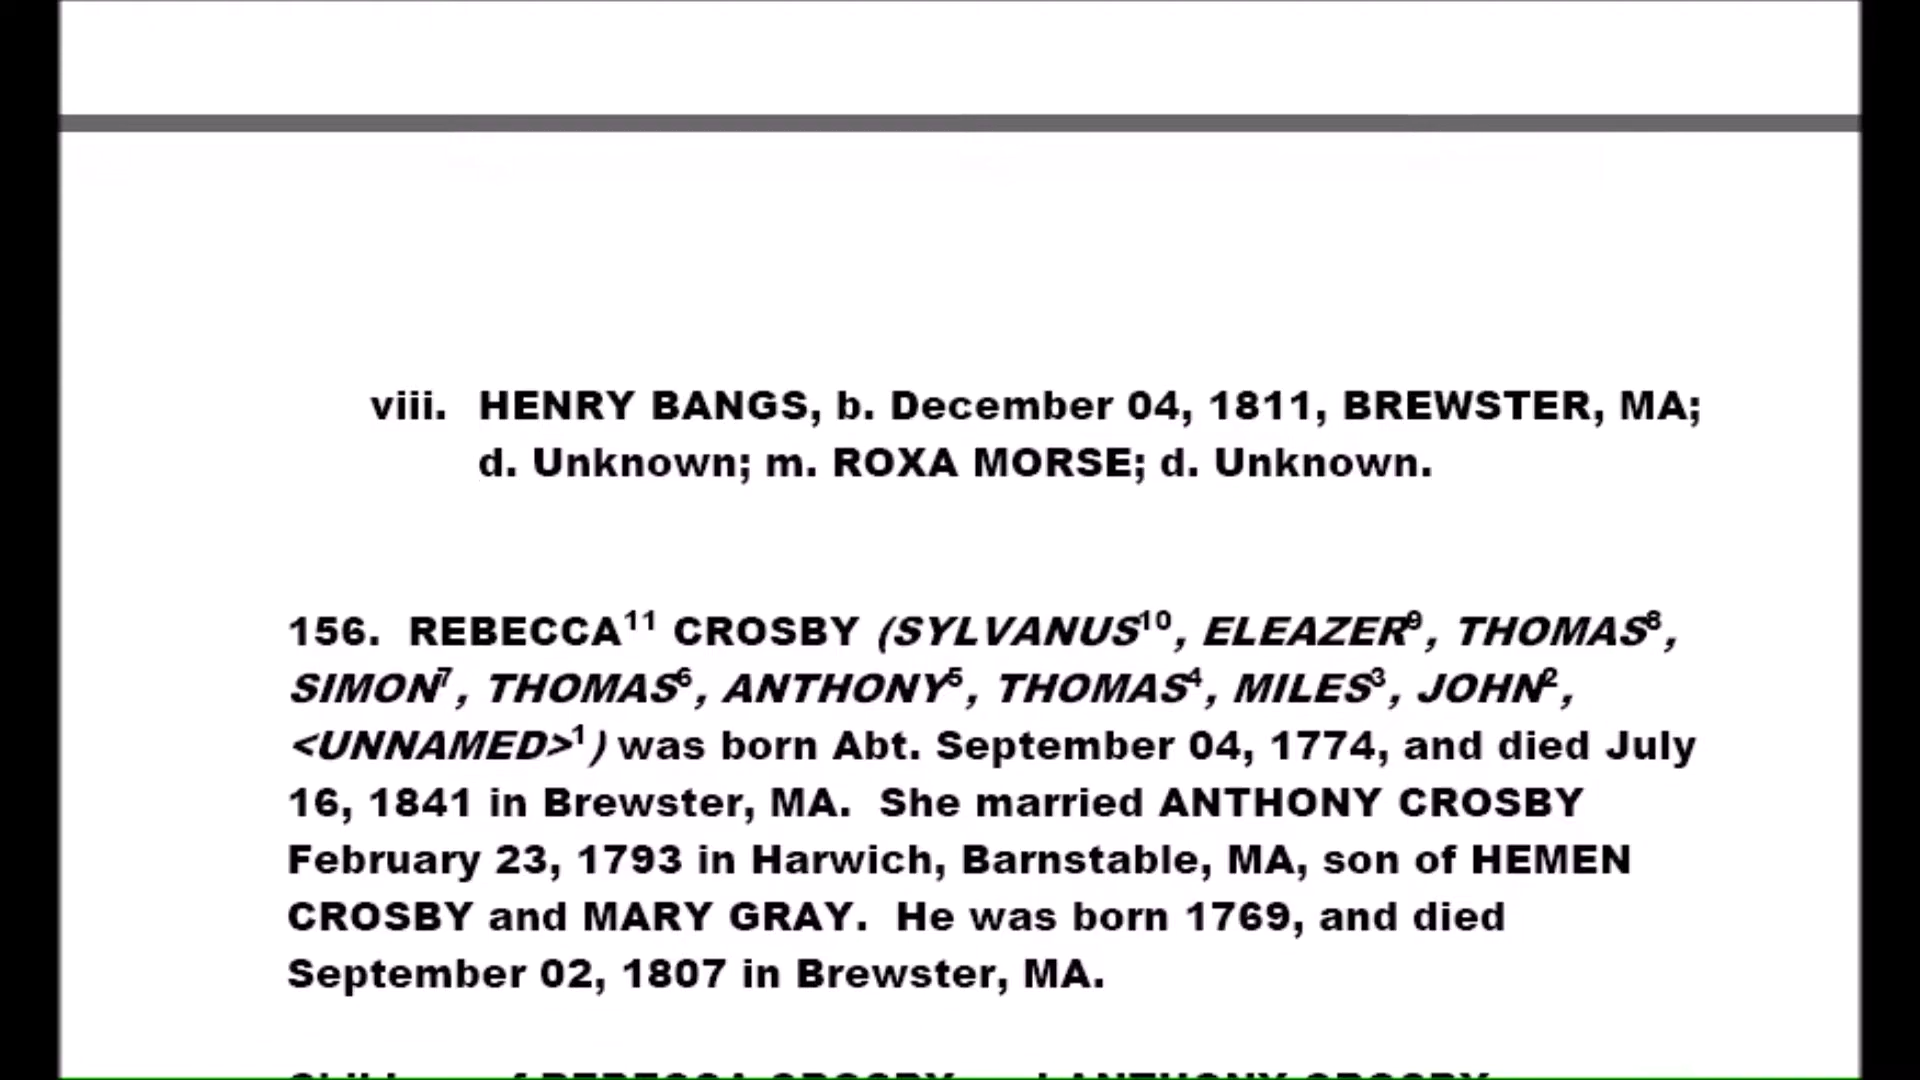 viii. HENRY BANGS, b. December 04, 1811, BREWSTER, MA;
d. Unknown; m. ROXA MORSE; d. Unknown.
156. REBECCA¹¹ CROSBY (SYLVANUS¹⁰, ELEAZER⁹, THOMAS⁸,
SIMON⁷, THOMAS⁶, ANTHONY⁵, THOMAS⁴, MILES³, JOHN²,
<UNNAMED>¹) was born Abt. September 04, 1774, and died July
16, 1841 in Brewster, MA. She married ANTHONY CROSBY
February 23, 1793 in Harwich, Barnstable, MA, son of HEMEN
CROSBY and MARY GRAY. He was born 1769, and died
September 02, 1807 in Brewster, MA.